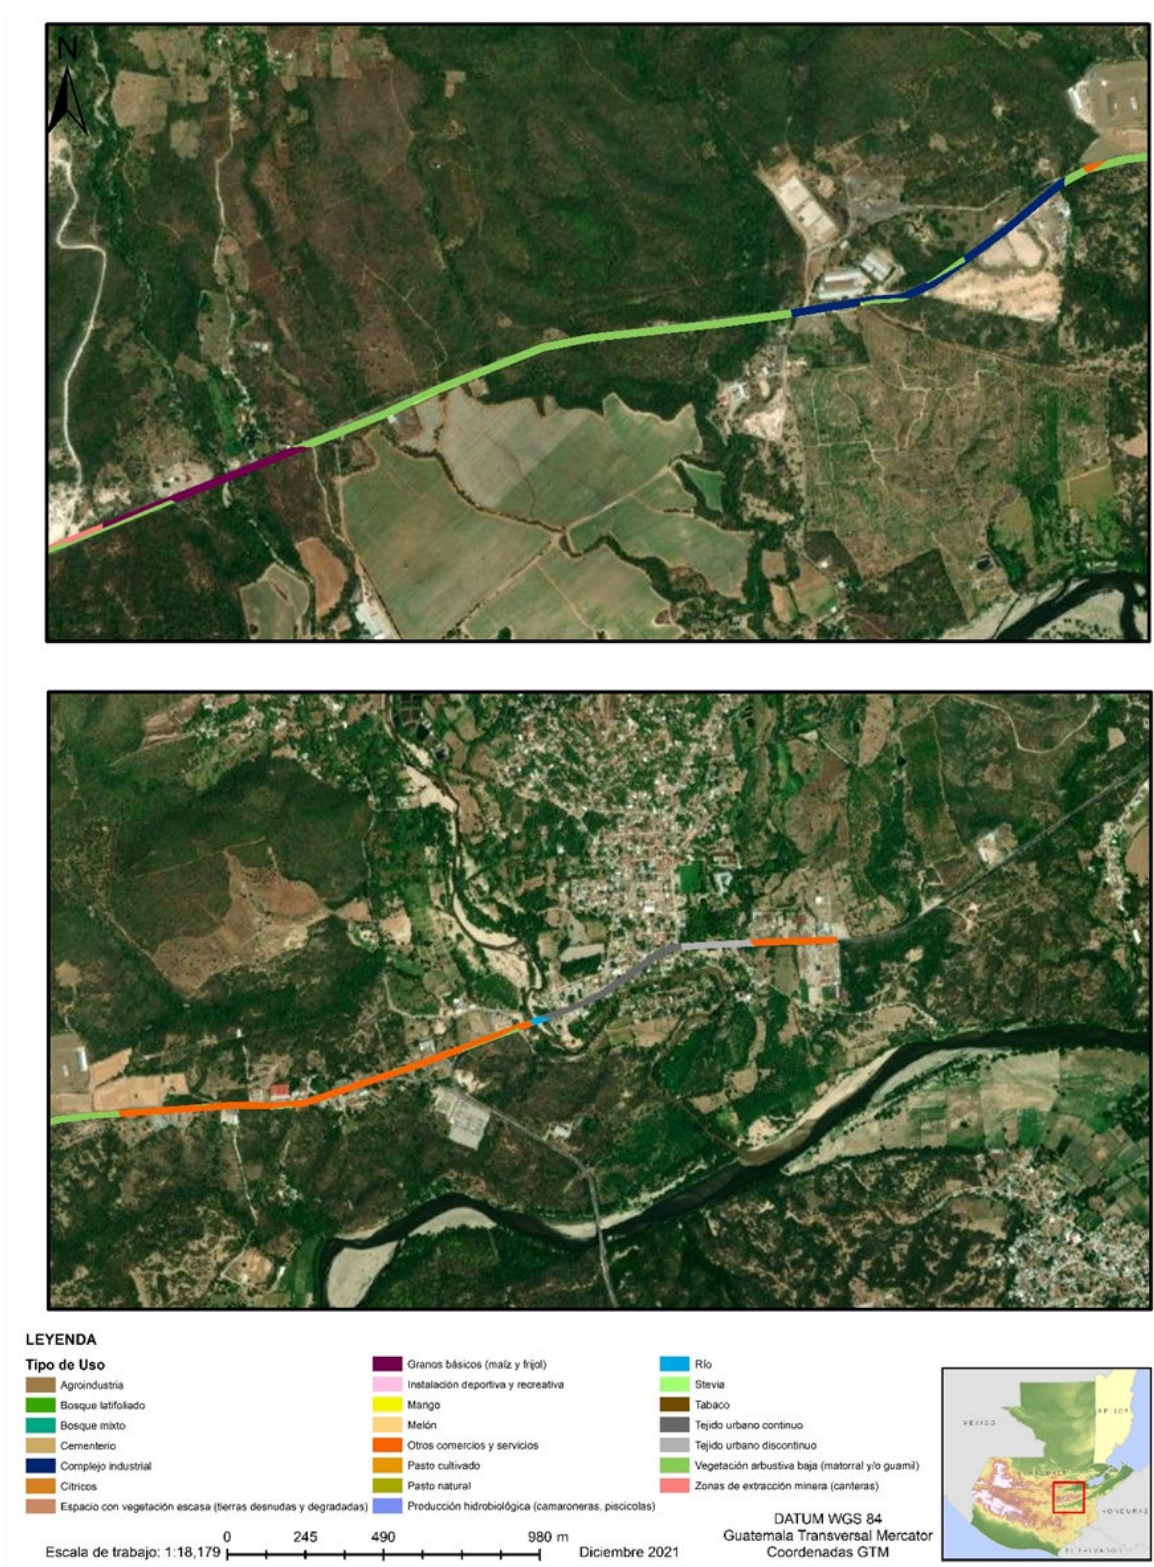 N
LEYENDA
Tipo de Uso
Agroindustria
Bosque latifoliado
Bosque mixto
Cementerio
Complejo industrial
Cítricos
Espacio con vegetación escasa (tierras desnudas y degradadas)
Granos básicos (maíz y frijol)
Instalación deportiva y recreativa
Mango
Melón
Otros comercios y servicios
Pasto cultivado
Pasto natural
Producción hidrobiológica (camaroneras, piscicolas)
Río
Stevia
Tabaco
Tejido urbano continuo
Tejido urbano discontinuo
Vegetación arbustiva baja (matorral y/o guamil)
Zonas de extracción minera (canteras)
MEXICO
GUATEMALA
HONDURAS
EL SALVADOR
Escala de trabajo: 1:18,179
0 245 490 980 m
Diciembre 2021
DATUM WGS 84
Guatemala Transversal Mercator
Coordenadas GTM